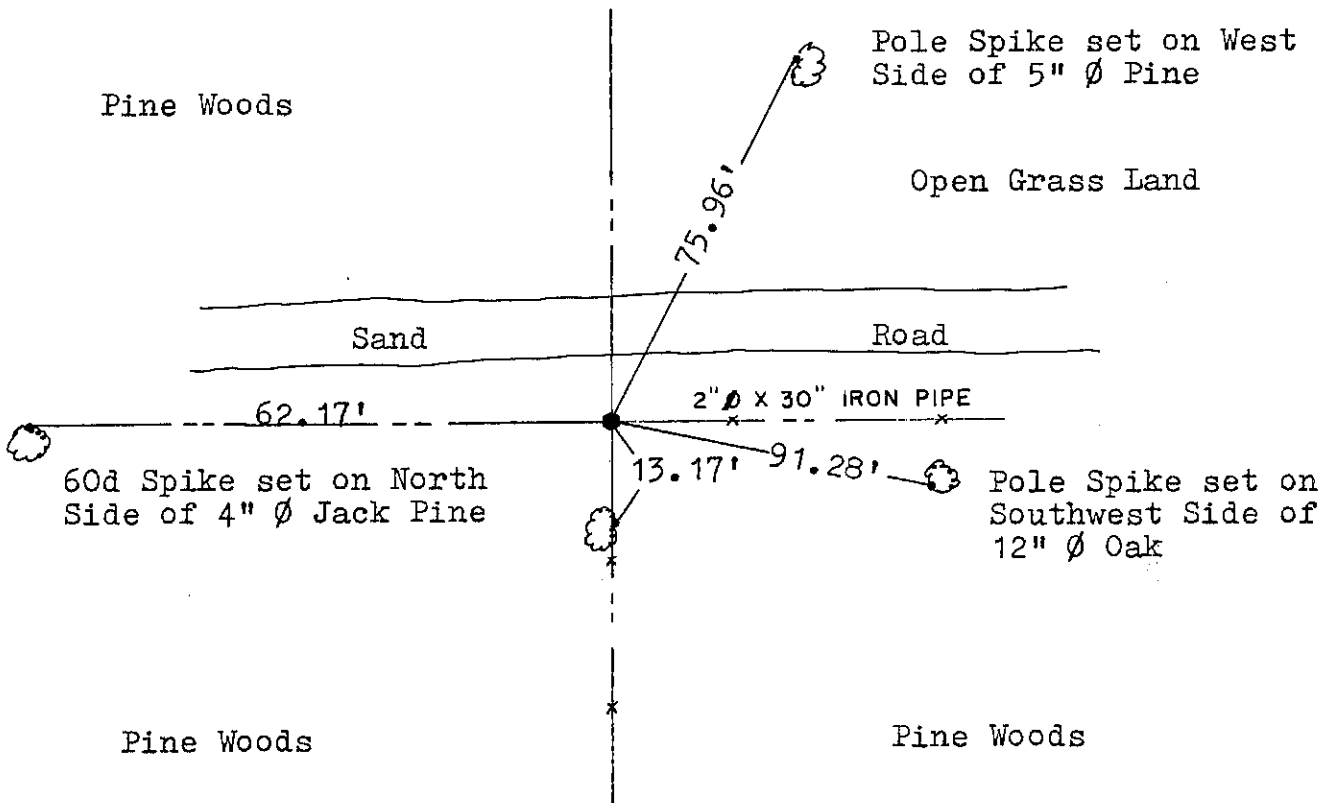 Pole Spike set on West
Side of 5" Ø Pine
Pine Woods
Open Grass Land
75.96'
Sand Road
62.17'
2"Ø X 30" IRON PIPE
13.17'
91.28'
60d Spike set on North
Side of 4" Ø Jack Pine
Pole Spike set on
Southwest Side of
12" Ø Oak
Pine Woods
Pine Woods